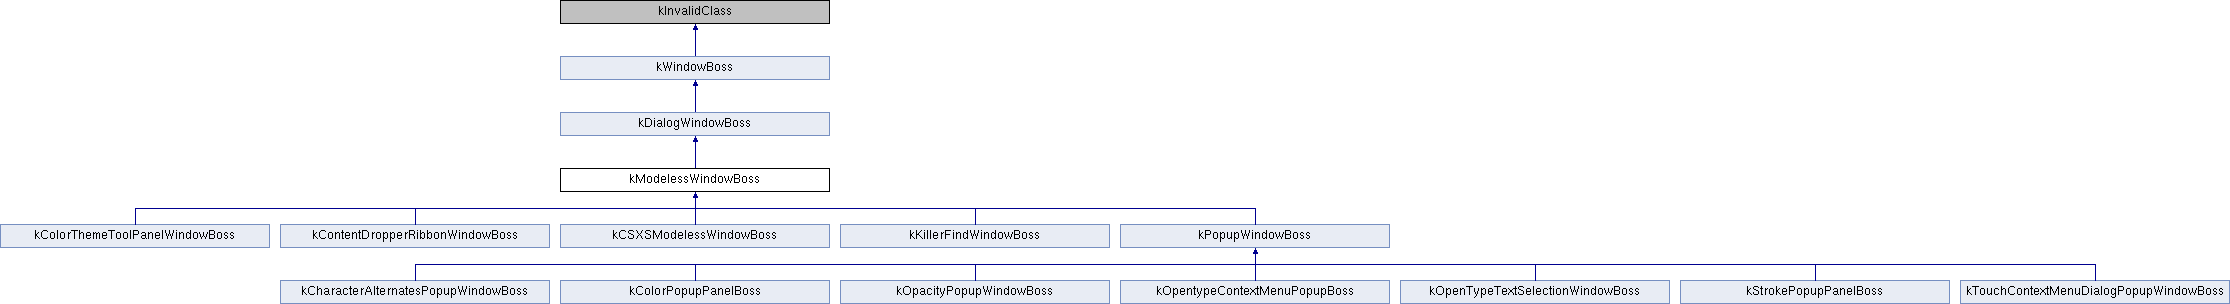 kInvalidClass
kWindowBoss
kDialogWindowBoss
kModelessWindowBoss
kColorThemeToolPanelWindowBoss
kContentDropperRibbonWindowBoss
kCSXSModelessWindowBoss
kKillerFindWindowBoss
kPopupWindowBoss
kCharacterAlternatesPopupWindowBoss
kColorPopupPanelBoss
kOpacityPopupWindowBoss
kOpentypeContextMenuPopupBoss
kOpenTypeTextSelectionWindowBoss
kStrokePopupPanelBoss
kTouchContextMenuDialogPopupWindowBoss